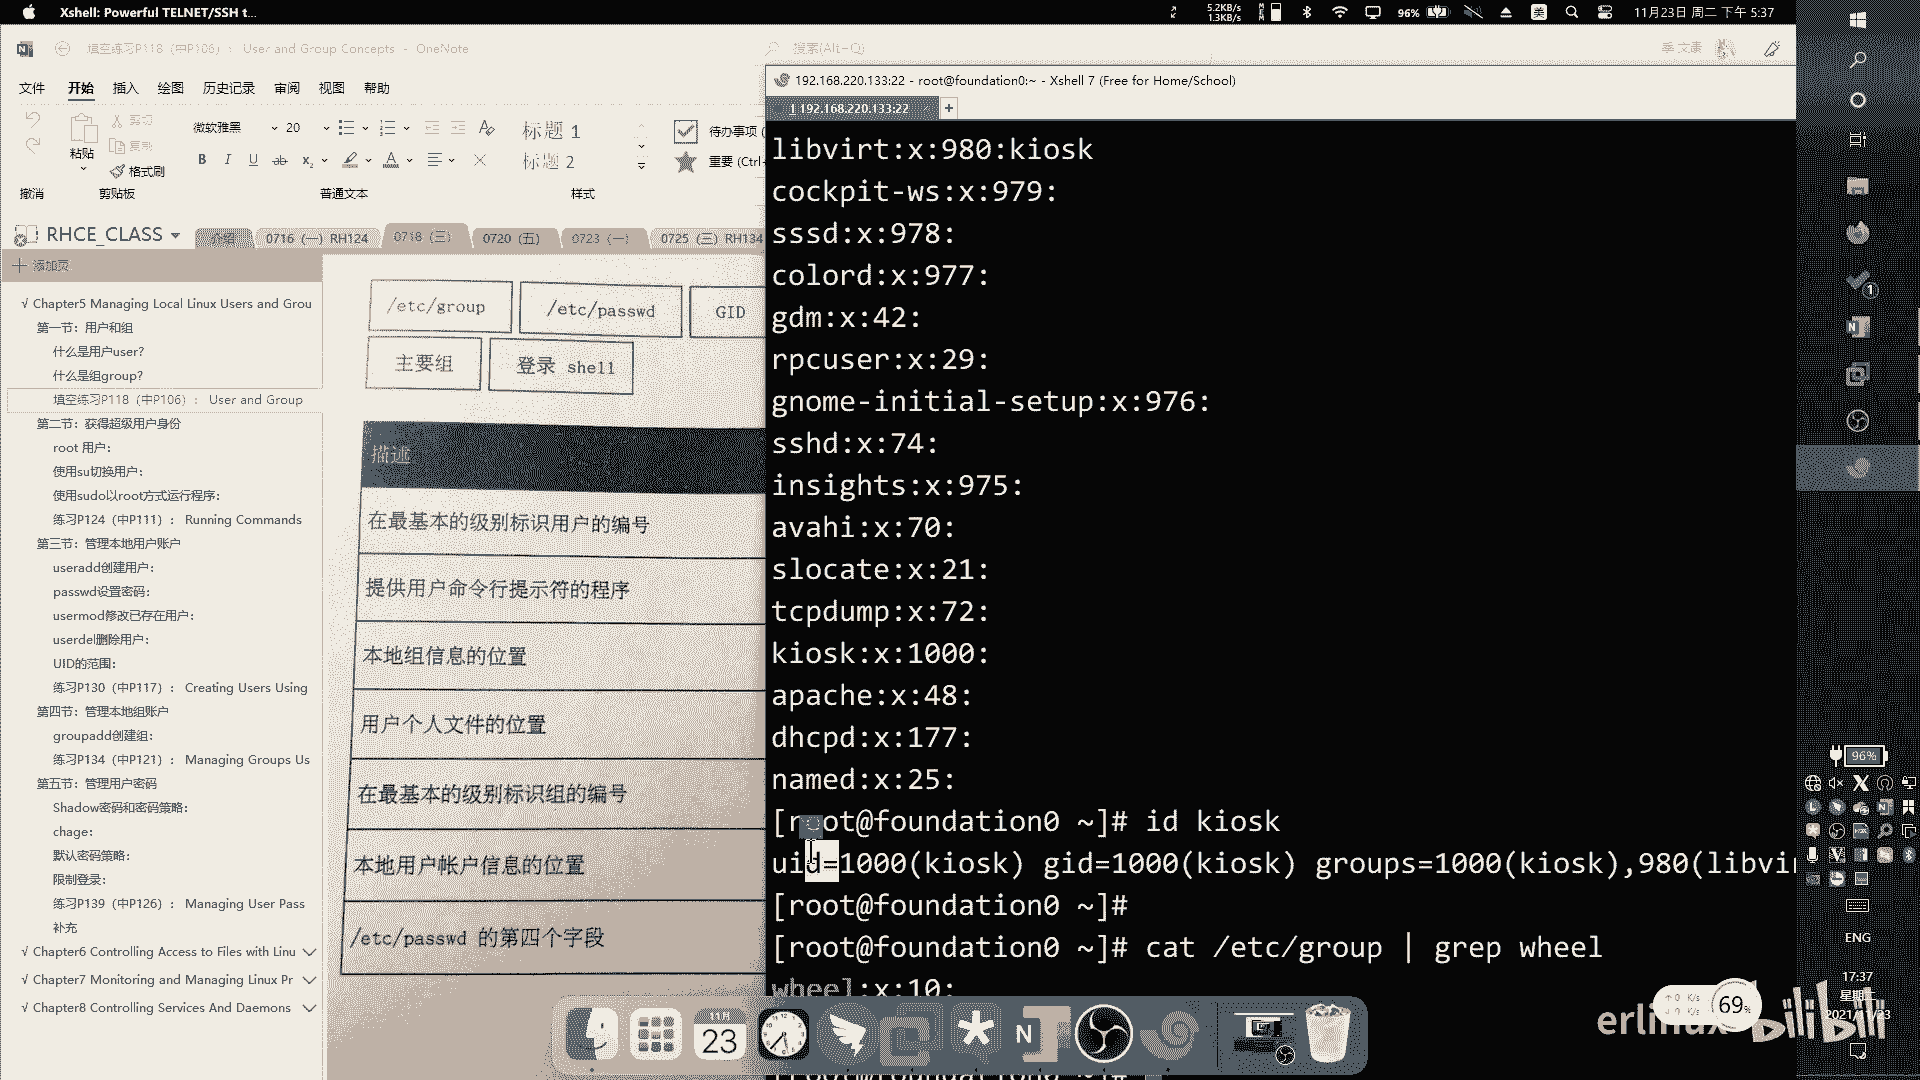 Xshell: Powerful TELNET/SSH t...
5.2KB/s
1.3KB/s
96%
美
11月23日 周二 下午 5:37
填空练习P118（中P106）： User and Group Concepts - OneNote
搜索(Alt+Q)
文件 开始 插入 绘图 历史记录 审阅 视图 帮助
粘贴
剪切
复制
格式刷
微软雅黑 20
B I U ab x₂ A
标题 1
标题 2
待办事项 (
重要 (Ctrl-
撤消 剪贴板 普通文本 样式
RHCE_CLASS
介绍 0716（一）RH124 0718（三） 0720（五） 0723（一） 0725（三）RH134
添加页
√ Chapter5 Managing Local Linux Users and Grou
第一节：用户和组
什么是用户user?
什么是组group?
填空练习P118（中P106）： User and Group
第二节：获得超级用户身份
root 用户:
使用su切换用户:
使用sudo以root方式运行程序:
练习P124（中P111）： Running Commands
第三节：管理本地用户账户
useradd创建用户:
passwd设置密码:
usermod修改已存在用户:
userdel删除用户:
UID的范围:
练习P130（中P117）： Creating Users Using
第四节：管理本地组账户
groupadd创建组:
练习P134（中P121）： Managing Groups Us
第五节：管理用户密码
Shadow密码和密码策略:
chage:
默认密码策略:
限制登录:
练习P139（中P126）： Managing User Pass
补充
√ Chapter6 Controlling Access to Files with Linu
√ Chapter7 Monitoring and Managing Linux Pr
√ Chapter8 Controlling Services And Daemons
/etc/group /etc/passwd GID
主要组 登录 shell
描述
在最基本的级别标识用户的编号
提供用户命令行提示符的程序
本地组信息的位置
用户个人文件的位置
在最基本的级别标识组的编号
本地用户帐户信息的位置
/etc/passwd 的第四个字段
192.168.220.133:22 - root@foundation0:~ - Xshell 7 (Free for Home/School)
1 192.168.220.133:22
libvirt:x:980:kiosk
cockpit-ws:x:979:
sssd:x:978:
colord:x:977:
gdm:x:42:
rpcuser:x:29:
gnome-initial-setup:x:976:
sshd:x:74:
insights:x:975:
avahi:x:70:
slocate:x:21:
tcpdump:x:72:
kiosk:x:1000:
apache:x:48:
dhcpd:x:177:
named:x:25:
[root@foundation0 ~]# id kiosk
uid=1000(kiosk) gid=1000(kiosk) groups=1000(kiosk),980(libvir
[root@foundation0 ~]#
[root@foundation0 ~]# cat /etc/group | grep wheel
wheel:x:10:
11月
23
1
96%
ENG
17:37
2021/11/23
69%
erlinux bilibili